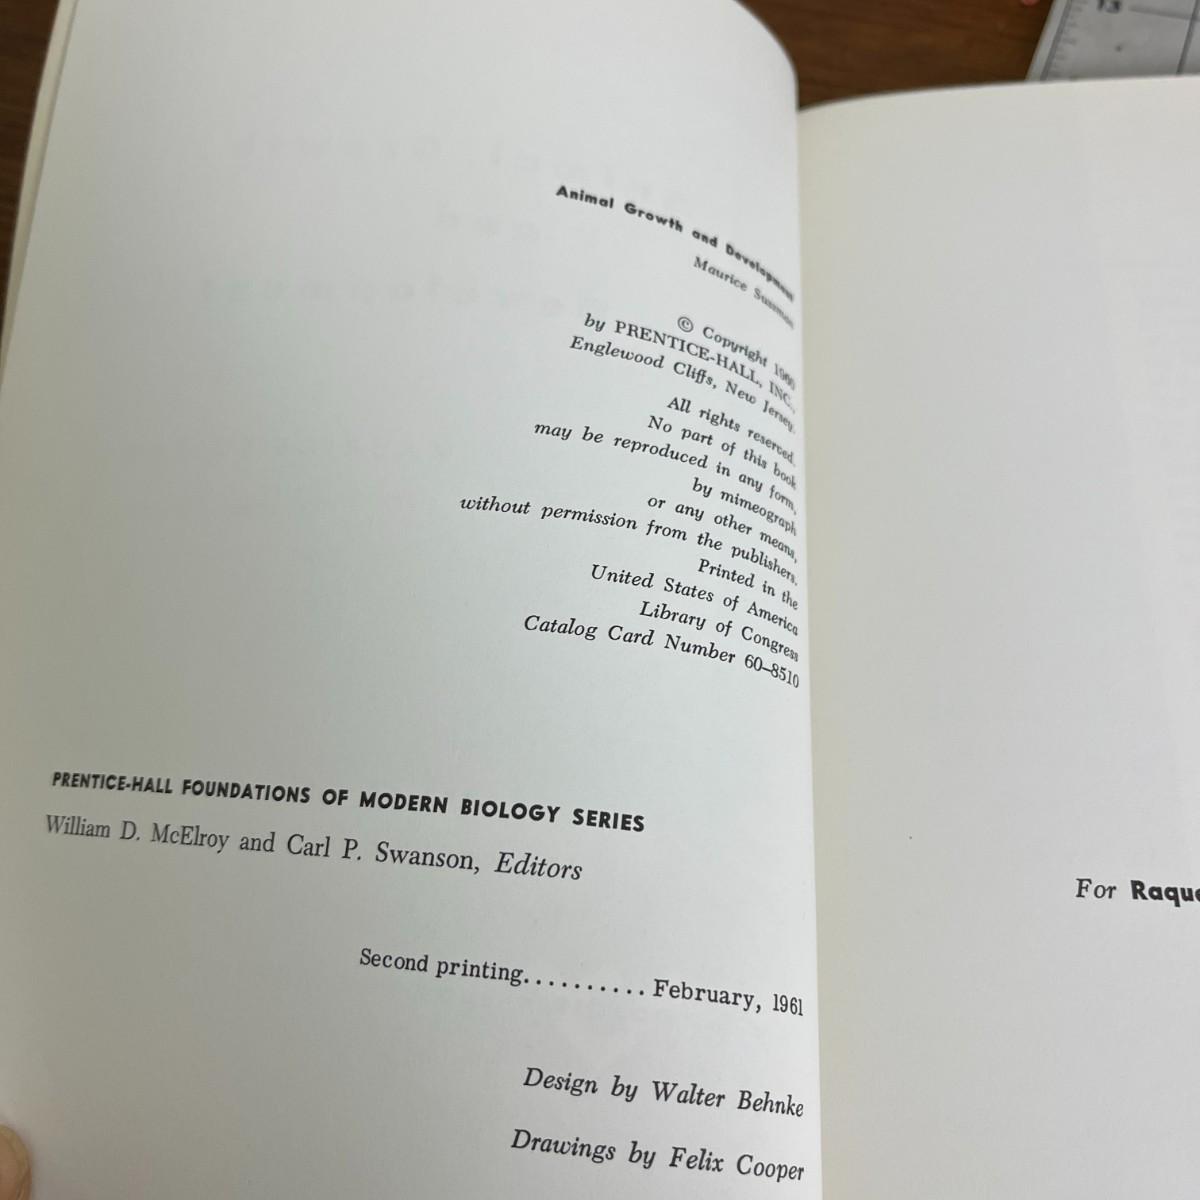 Animal Growth and Development
Maurice Sussman
© Copyright 1960
by PRENTICE-HALL, INC.,
Englewood Cliffs, New Jersey.
All rights reserved.
No part of this book
may be reproduced in any form,
by mimeograph
or any other means,
without permission from the publishers.
Printed in the
United States of America
Library of Congress
Catalog Card Number 60–8510
PRENTICE-HALL FOUNDATIONS OF MODERN BIOLOGY SERIES
William D. McElroy and Carl P. Swanson, Editors
Second printing.......... February, 1961
Design by Walter Behnke
Drawings by Felix Cooper
For Raque
13